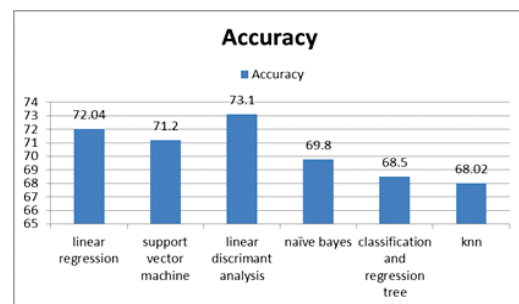 Accuracy
Accuracy
74
73
72
71
70
69
68
67
66
65
72.04
71.2
73.1
69.8
68.5
68.02
linear
regression
support
vector
machine
linear
discrimant
analysis
naïve bayes
classification
and
regression
tree
knn